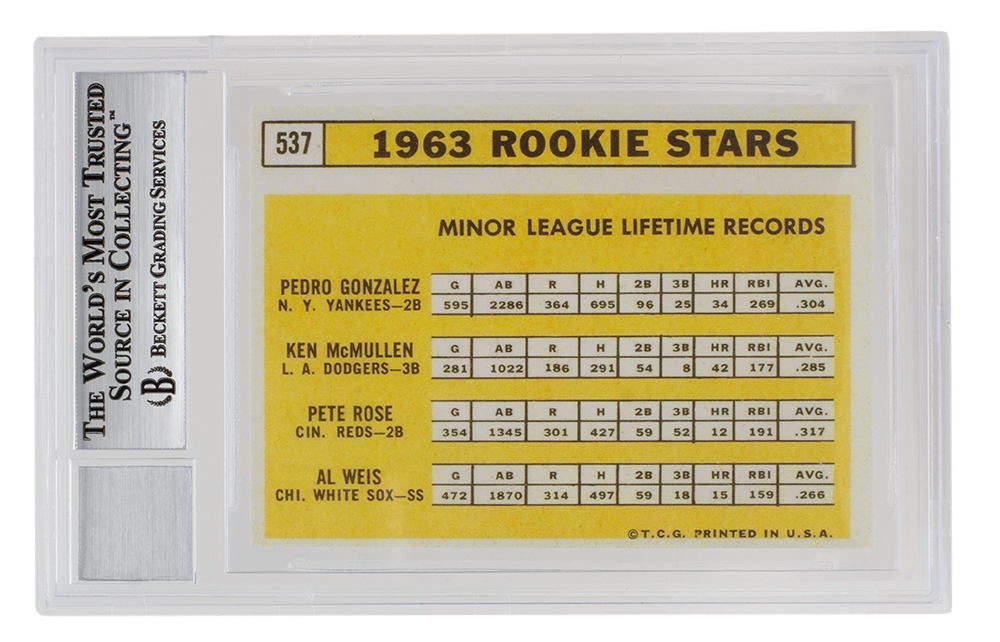 THE WORLD'S MOST TRUSTED
SOURCE IN COLLECTING™
B BECKETT GRADING SERVICES
537 1963 ROOKIE STARS
MINOR LEAGUE LIFETIME RECORDS
PEDRO GONZALEZ G AB R H 2B 3B HR RBI AVG.
N. Y. YANKEES—2B 595 2286 364 695 96 25 34 269 .304
KEN McMULLEN G AB R H 2B 3B HR RBI AVG.
L. A. DODGERS—3B 281 1022 186 291 54 8 42 177 .285
PETE ROSE G AB R H 2B 3B HR RBI AVG.
CIN. REDS—2B 354 1345 301 427 59 52 12 191 .317
AL WEIS G AB R H 2B 3B HR RBI AVG.
CHI. WHITE SOX—SS 472 1870 314 497 59 18 15 159 .266
©T.C.G. PRINTED IN U.S.A.